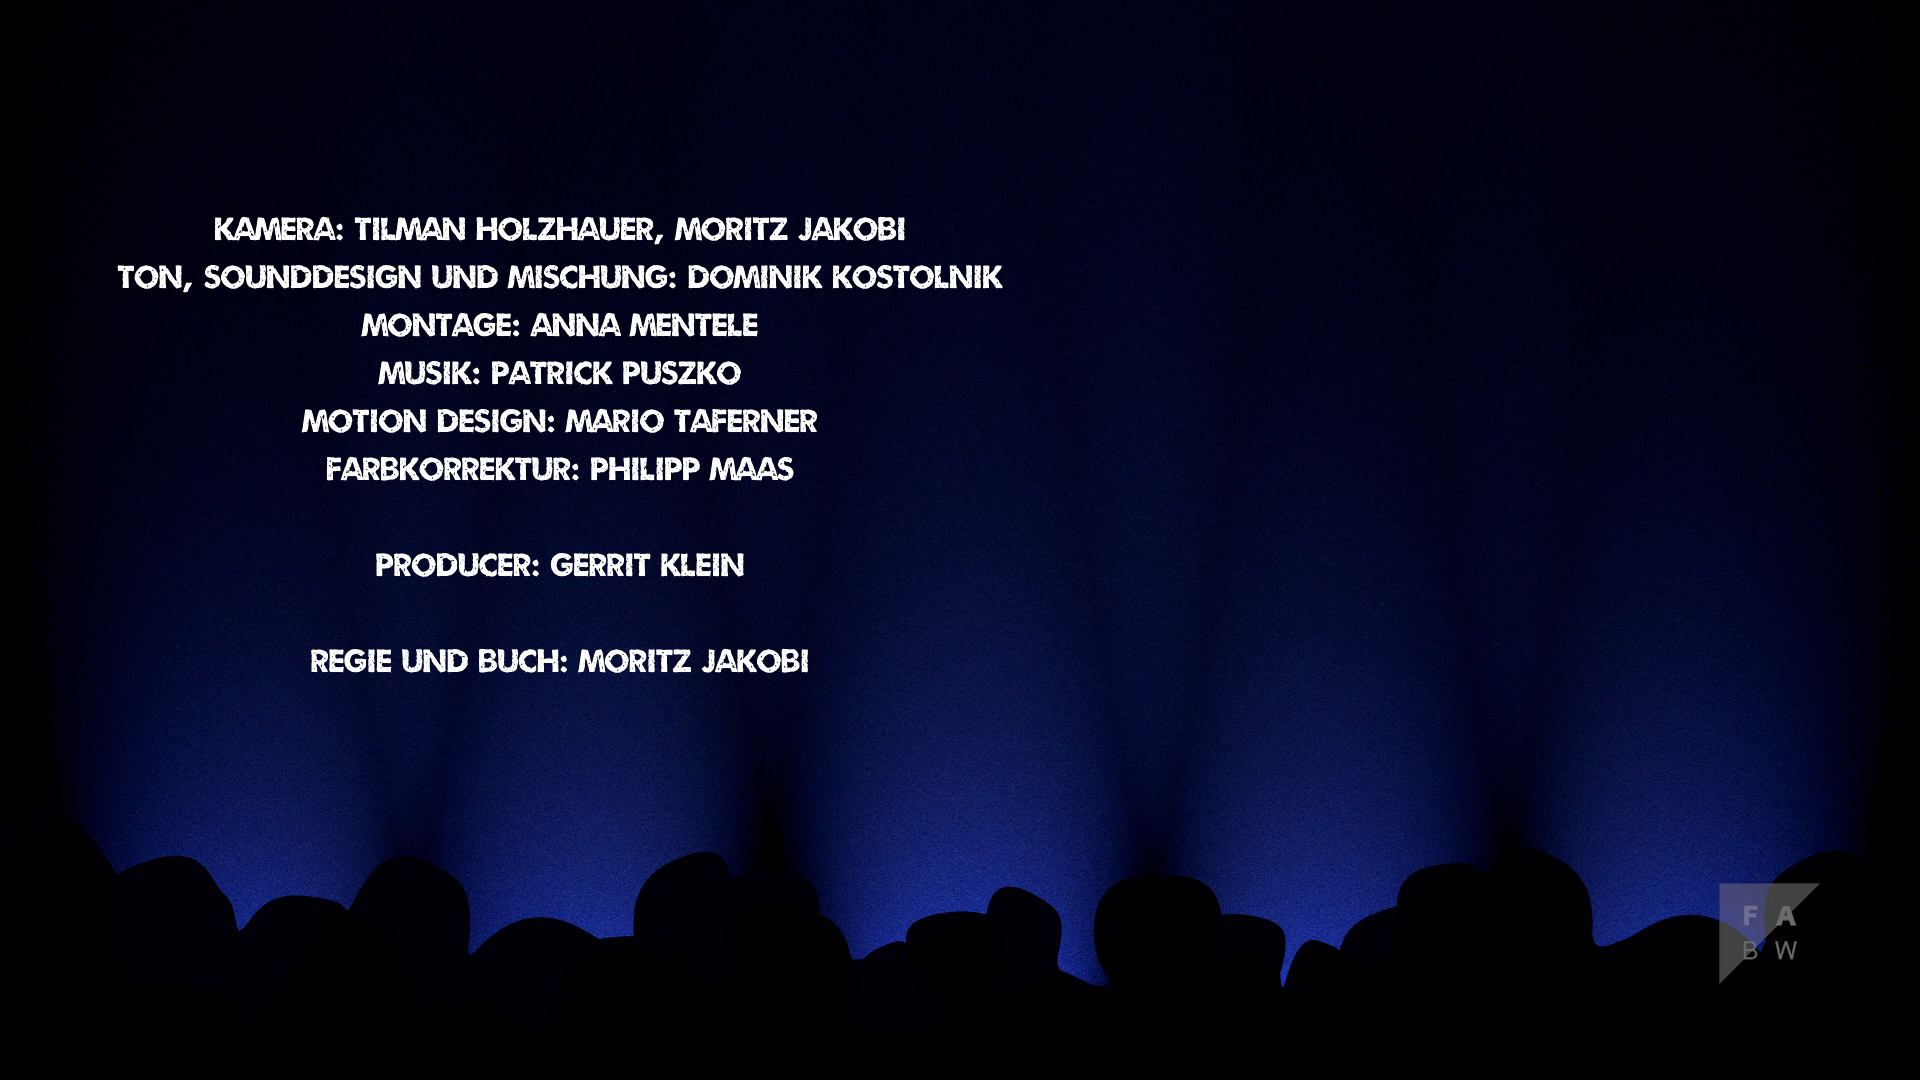 KAMERA: TILMAN HOLZHAUER, MORITZ JAKOBI
TON, SOUNDDESIGN UND MISCHUNG: DOMINIK KOSTOLNIK
MONTAGE: ANNA MENTELE
MUSIK: PATRICK PUSZKO
MOTION DESIGN: MARIO TAFERNER
FARBKORREKTUR: PHILIPP MAAS
PRODUCER: GERRIT KLEIN
REGIE UND BUCH: MORITZ JAKOBI
F A
B W